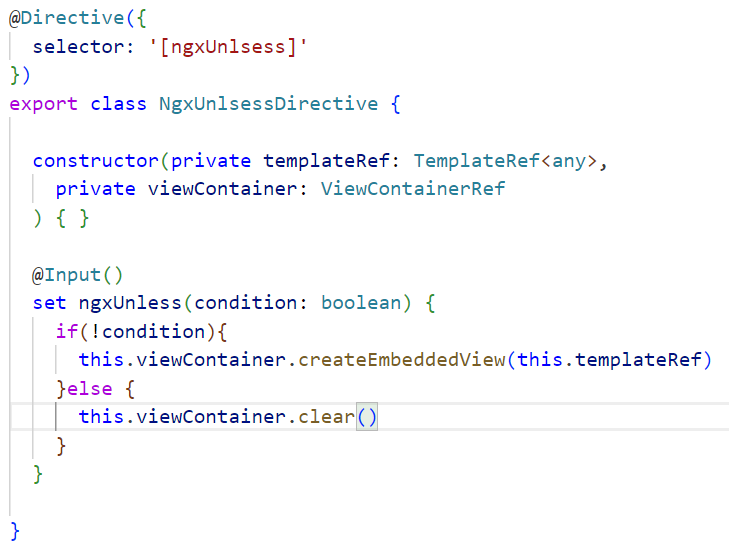 @Directive({
  selector: '[ngxUnlsess]'
})
export class NgxUnlsessDirective {
  constructor(private templateRef: TemplateRef<any>,
    private viewContainer: ViewContainerRef
  ) { }
  @Input()
  set ngxUnless(condition: boolean) {
    if(!condition){
      this.viewContainer.createEmbeddedView(this.templateRef)
    }else {
      this.viewContainer.clear()
    }
  }
}